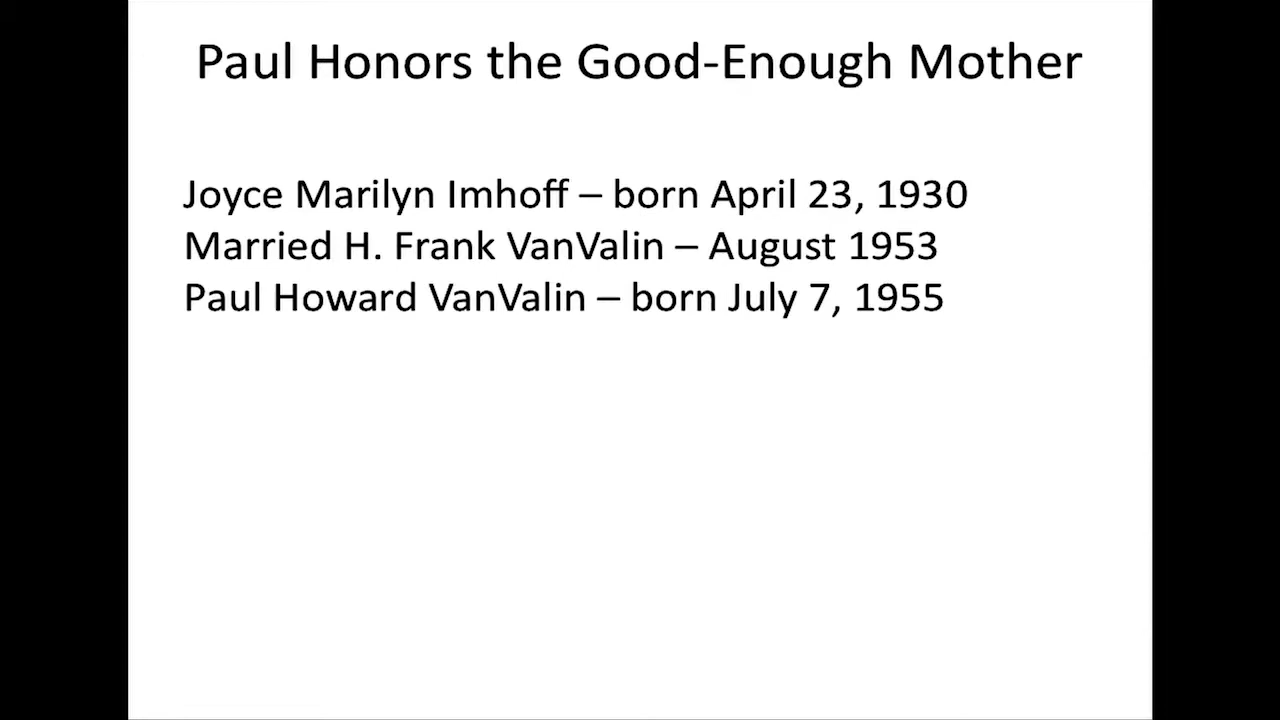 Paul Honors the Good-Enough Mother
Joyce Marilyn Imhoff – born April 23, 1930
Married H. Frank VanValin – August 1953
Paul Howard VanValin – born July 7, 1955